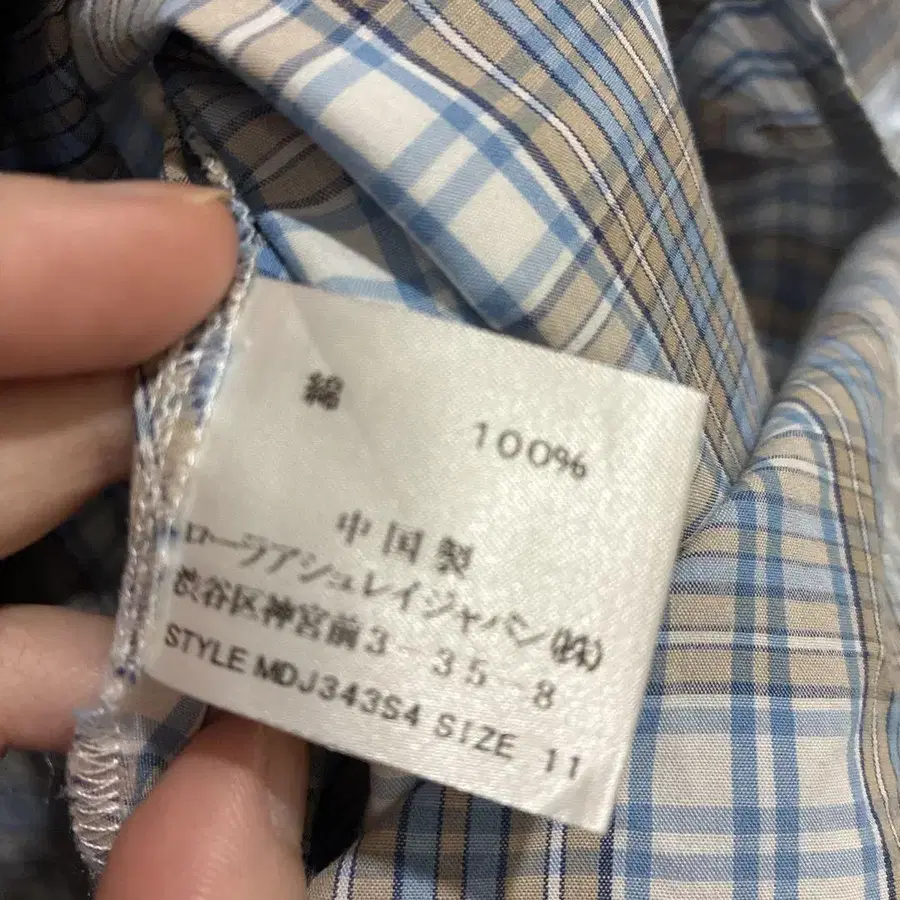 綿 100%
中国製
ローラアシュレイジャパン(株)
渋谷区神宮前3-35-8
STYLE MDJ343S4 SIZE 11